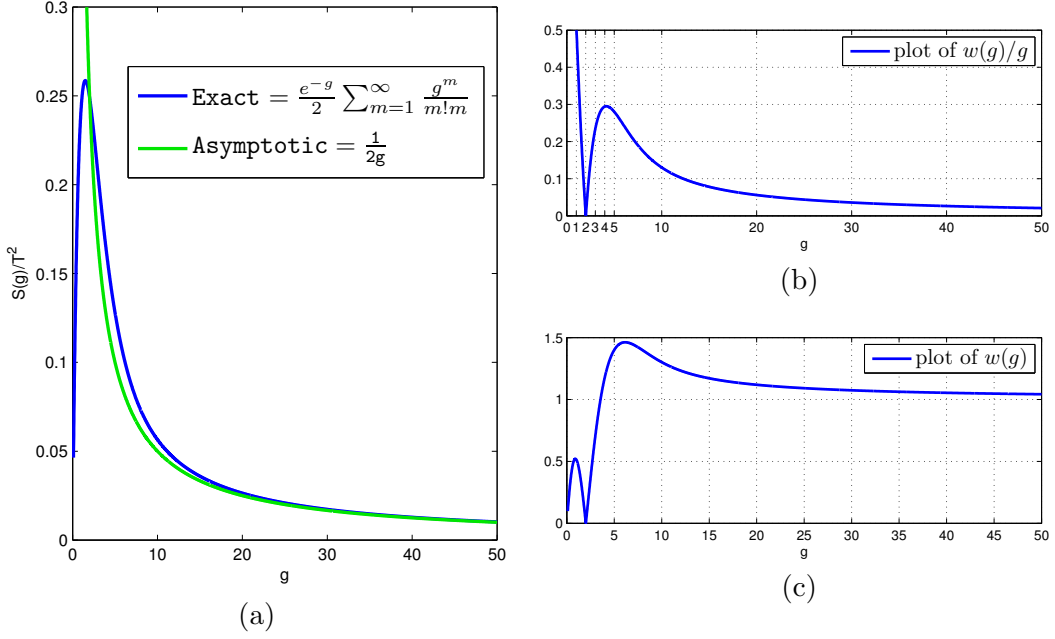 0.3
0.25
0.2
0.15
0.1
0.05
0
S(g)/T²
Exact = e^{-g}/2 ∑_{m=1}^{∞} g^m/m!m
Asymptotic = 1/2g
0 10 20 30 40 50
g
(a)
0.5
0.4
0.3
0.2
0.1
0
plot of w(g)/g
0 1 2 3 4 5 10 20 30 40 50
g
(b)
1.5
1
0.5
0
plot of w(g)
0 5 10 15 20 25 30 35 40 45 50
g
(c)